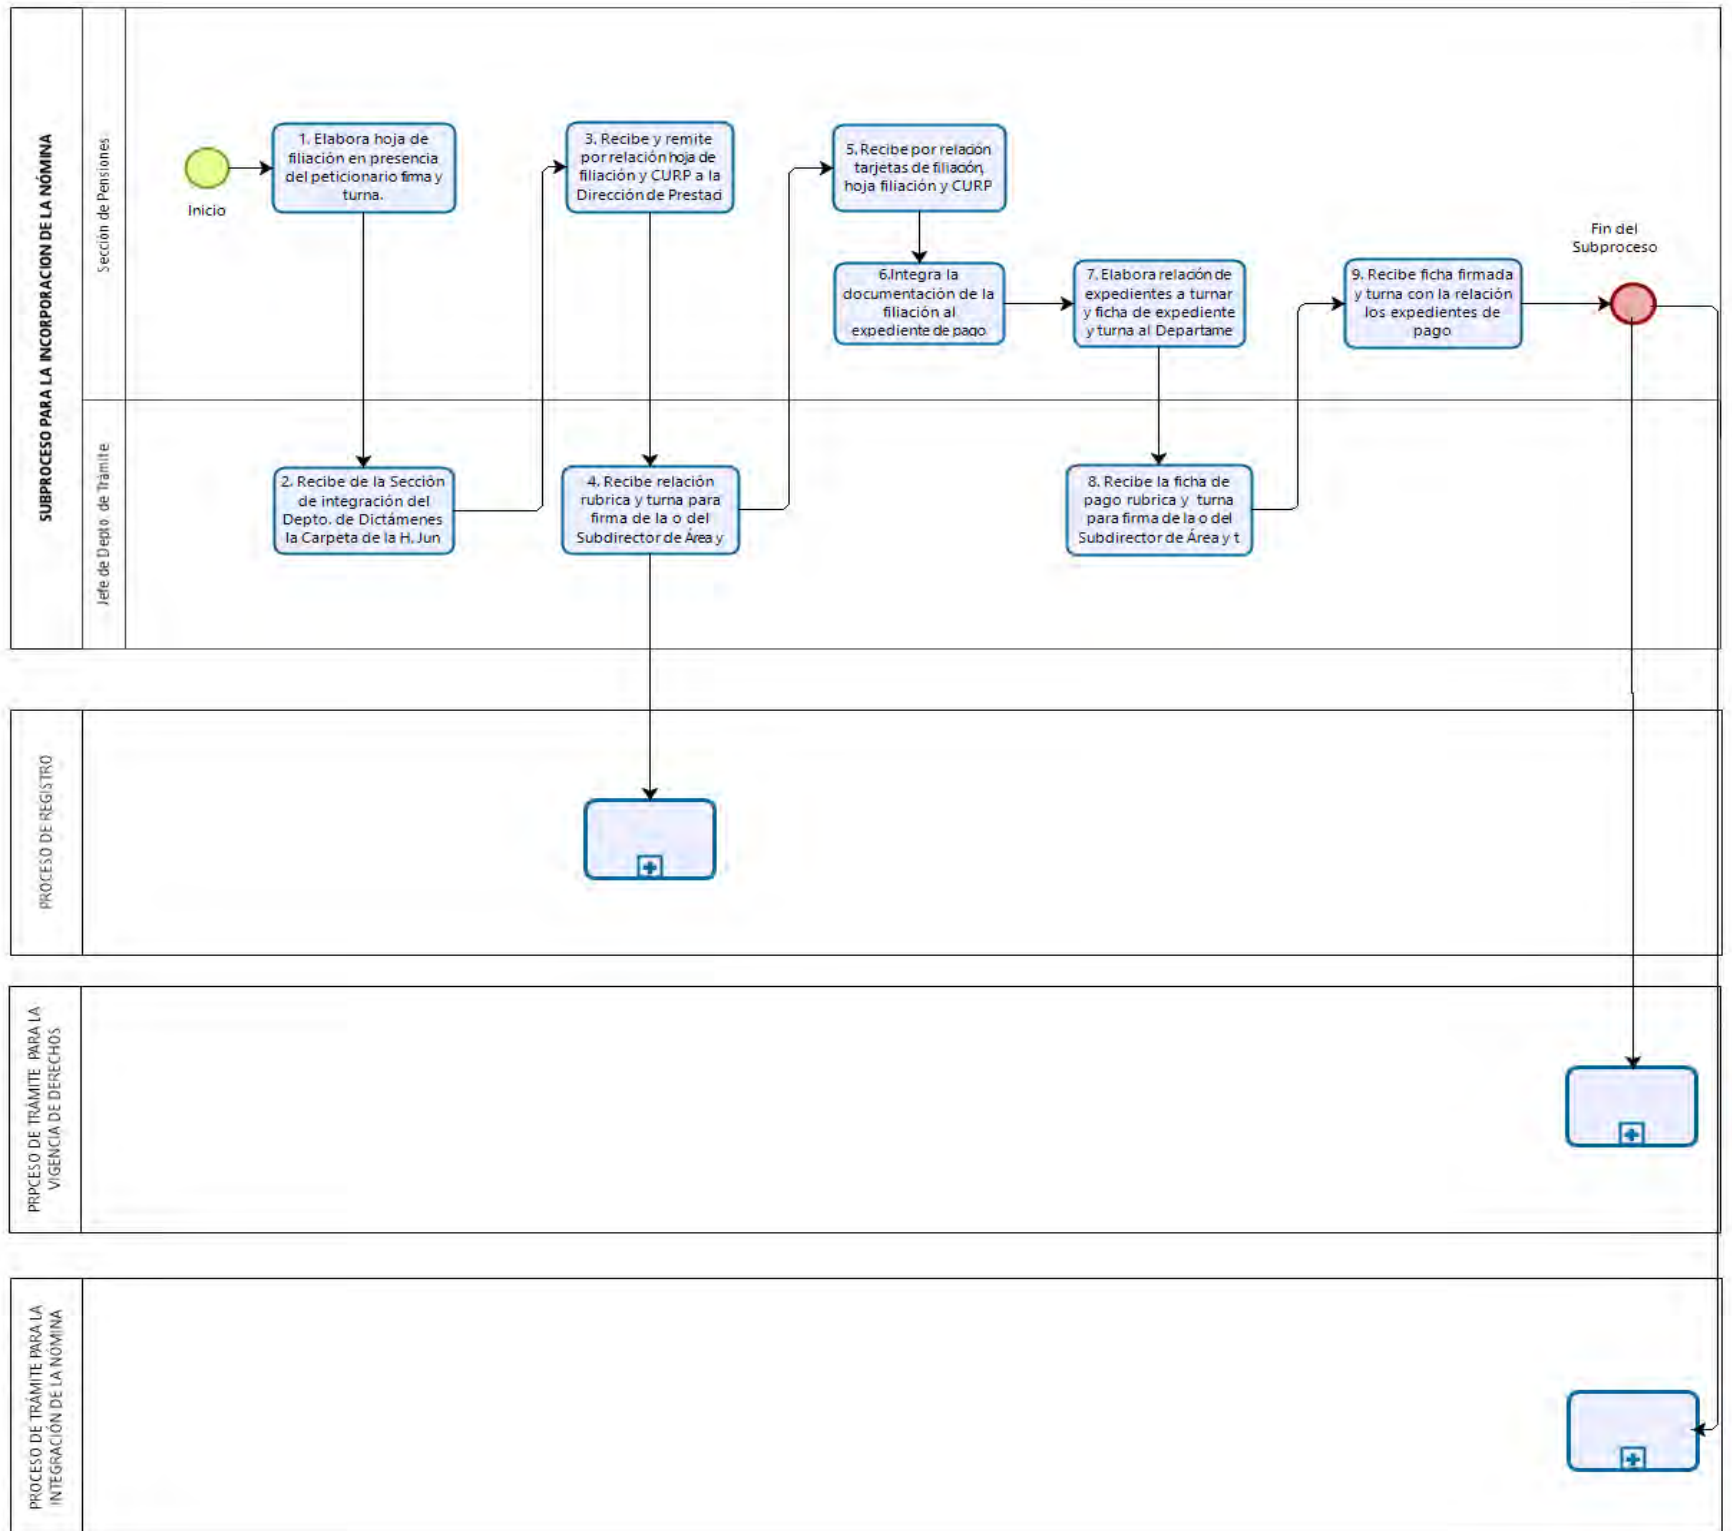 SUBPROCESO PARA LA INCORPORACION DE LA NÓMINA
Sección de Pensiones
Inicio
1. Elabora hoja de
filiación en presencia
del peticionario firma y
turna.
3. Recibe y remite
por relación hoja de
filiación y CURP a la
Dirección de Prestaci
5. Recibe por relación
tarjetas de filiación,
hoja filiación y CURP
6.Integra la
documentación de la
filiación al
expediente de pago.
7. Elabora relación de
expedientes a turnar
y ficha de expediente
y turna al Departame
9. Recibe ficha firmada
y turna con la relación
los expedientes de
pago
Fin del
Subproceso
Jefe de Depto. de Trámite
2. Recibe de la Sección
de integración del
Depto. de Dictámenes
la Carpeta de la H. Jun
4. Recibe relación
rubrica y turna para
firma de la o del
Subdirector de Área y
8. Recibe la ficha de
pago rubrica y turna
para firma de la o del
Subdirector de Área y t
PROCESO DE REGISTRO
PRPCESO DE TRÁMITE PARA LA
VIGENCIA DE DERECHOS
PROCESO DE TRÁMITE PARA LA
INTEGRACIÓN DE LA NÓMINA